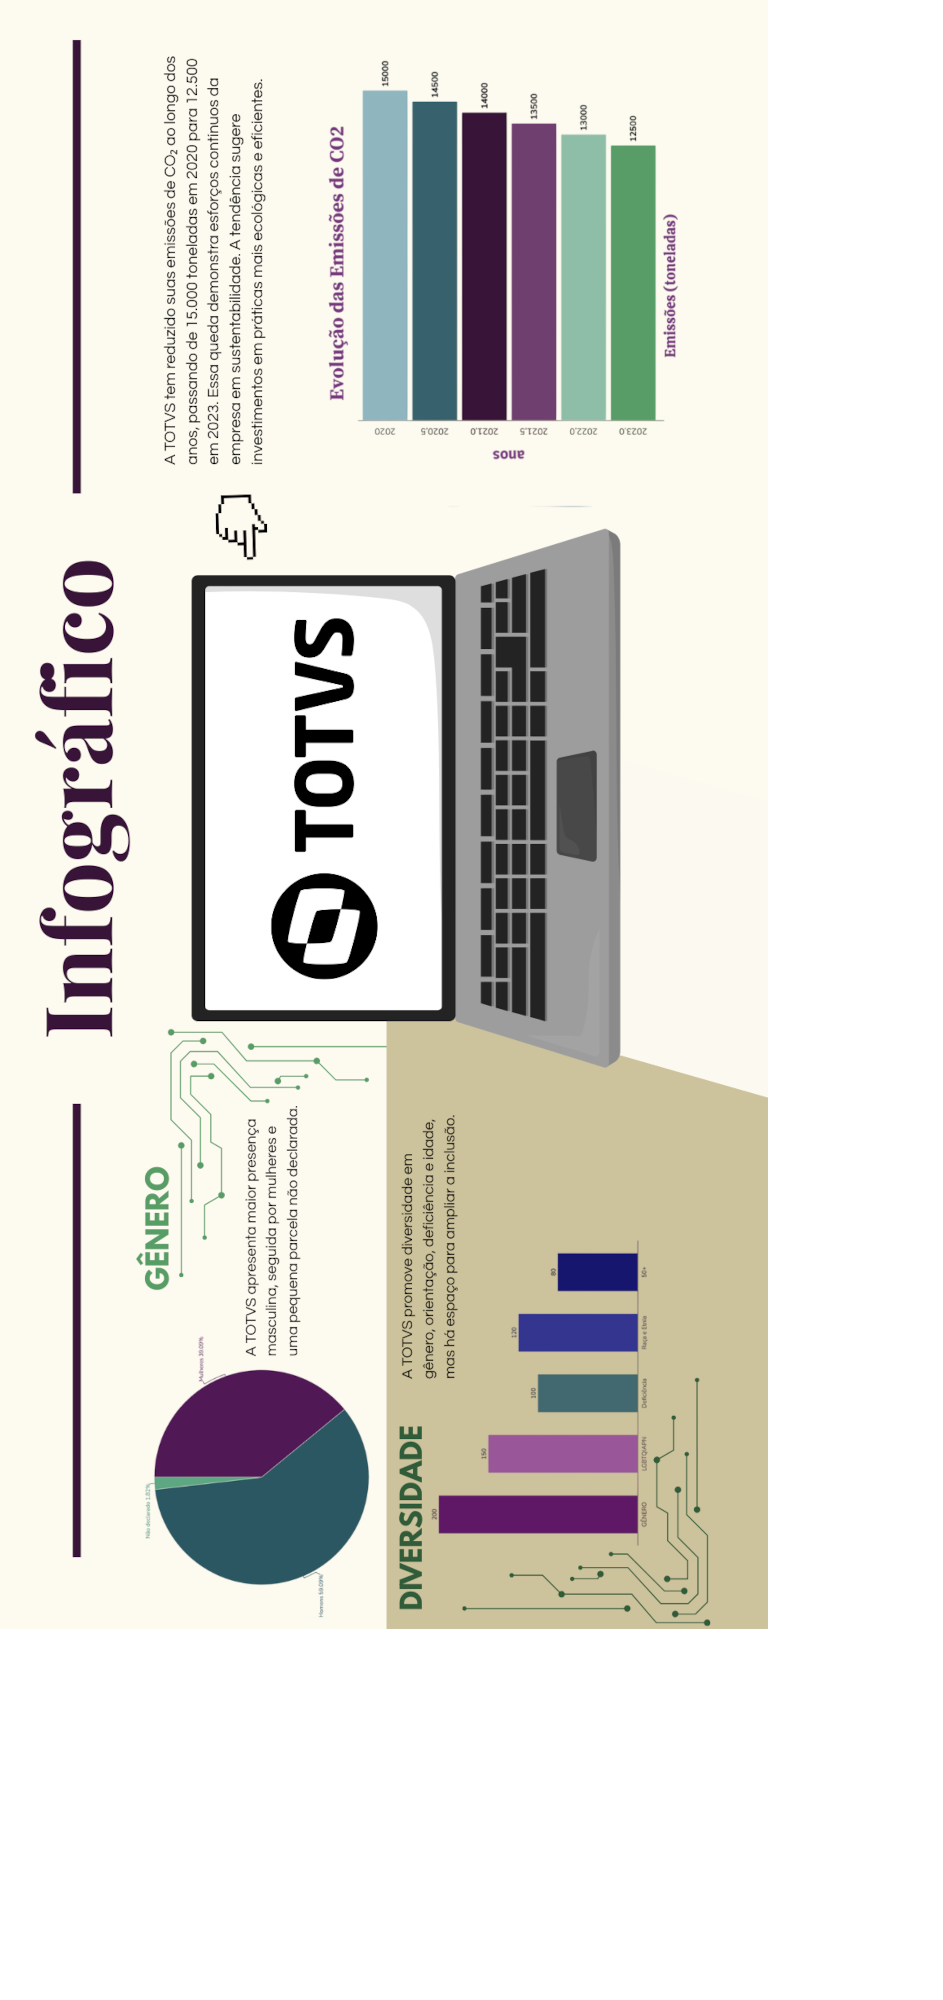 Infográfico
GÊNERO
A TOTVS apresenta maior presença
masculina, seguida por mulheres e
uma pequena parcela não declarada.
Não declarado 1.82%
Mulheres 39.09%
Homens 59.09%
DIVERSIDADE
A TOTVS promove diversidade em
gênero, orientação, deficiência e idade,
mas há espaço para ampliar a inclusão.
200
150
100
120
80
GÊNERO
LGBTQIAPN
Deficiência
Raça e Etnia
50+
TOTVS
A TOTVS tem reduzido suas emissões de CO₂ ao longo dos
anos, passando de 15.000 toneladas em 2020 para 12.500
em 2023. Essa queda demonstra esforços contínuos da
empresa em sustentabilidade. A tendência sugere
investimentos em práticas mais ecológicas e eficientes.
Evolução das Emissões de CO2
anos
2020
15000
2020.5
14500
2021.0
14000
2021.5
13500
2022.0
13000
2023.0
12500
Emissões (toneladas)